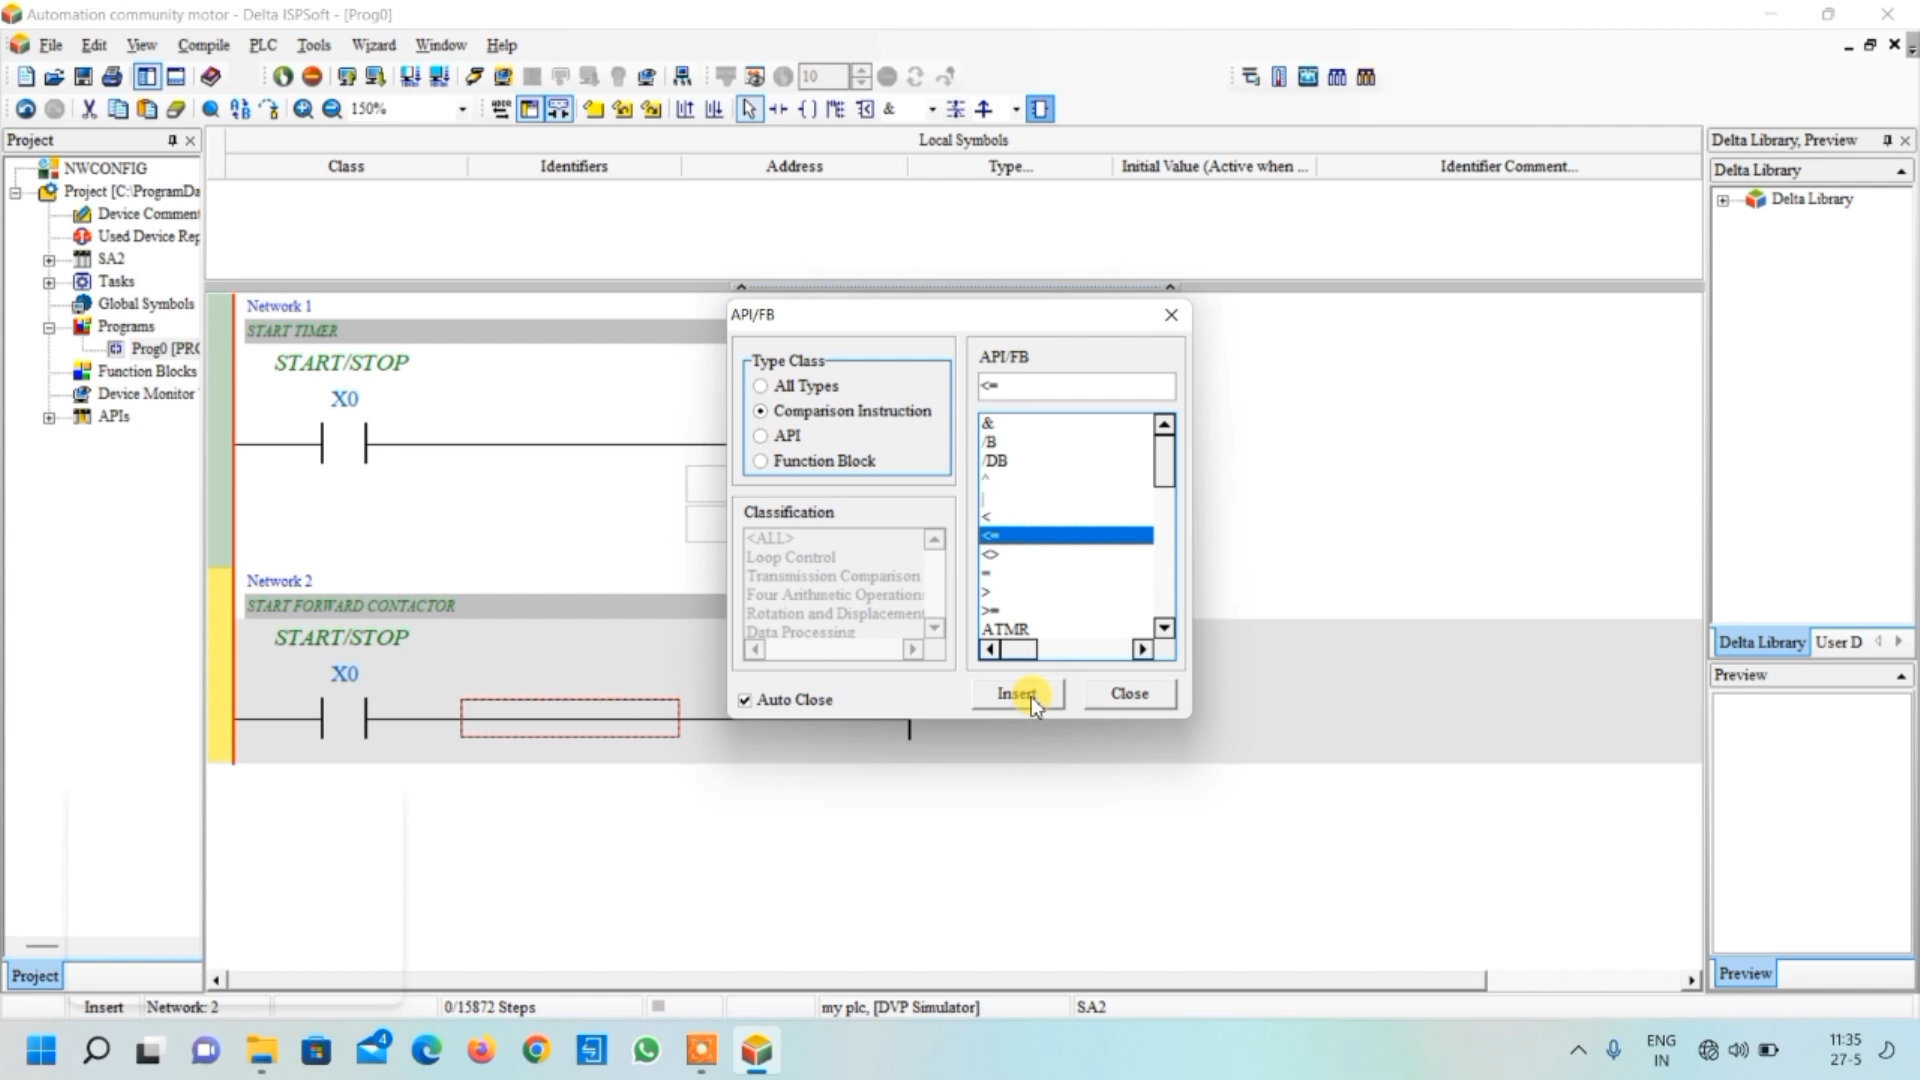 Automation community motor - Delta ISPSoft - [Prog0]
File Edit View Compile PLC Tools Wizard Window Help
10
150%
&
Project
NWCONFIG
Project [C:\ProgramDa
Device Comment
Used Device Rep
SA2
Tasks
Global Symbols
Programs
Prog0 [PRO
Function Blocks
Device Monitor
APIs
Project
Local Symbols
Class Identifiers Address Type... Initial Value (Active when ... Identifier Comment...
Network 1
START TIMER
START/STOP
X0
Network 2
START FORWARD CONTACTOR
START/STOP
X0
API/FB
Type Class
All Types
Comparison Instruction
API
Function Block
Classification
<ALL>
Loop Control
Transmission Comparison
Four Arithmetic Operation:
Rotation and Displacement
Data Processing
Auto Close
API/FB
<=
&
/B
/DB
^
|
<
<=
<>
=
>
>=
ATMR
Insert Close
Delta Library, Preview
Delta Library
Delta Library
Delta Library User D
Preview
Preview
Insert Network: 2 0/15872 Steps my plc, [DVP Simulator] SA2
4
ENG
IN
11:35
27-5